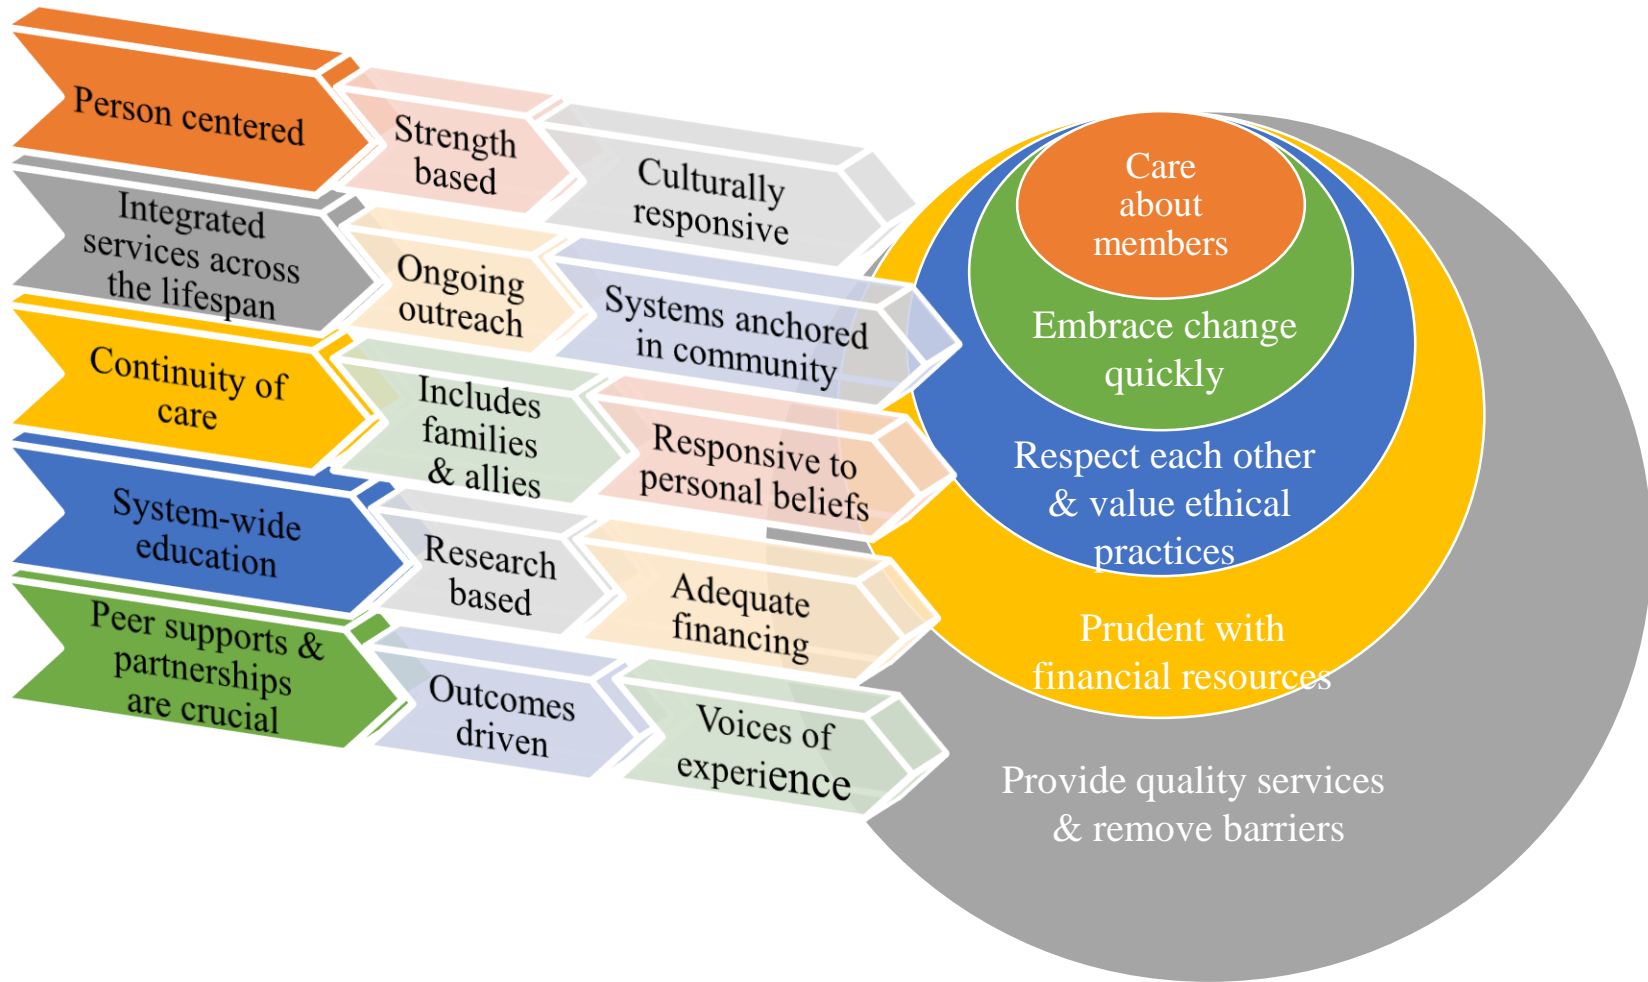 Person centered
Strength
based
Culturally
responsive
Integrated
services across
the lifespan
Ongoing
outreach
Systems anchored
in community
Continuity of
care
Includes
families
& allies
Responsive to
personal beliefs
System-wide
education
Research
based
Adequate
financing
Peer supports &
partnerships
are crucial
Outcomes
driven
Voices of
experience
Care
about
members
Embrace change
quickly
Respect each other
& value ethical
practices
Prudent with
financial resources
Provide quality services
& remove barriers